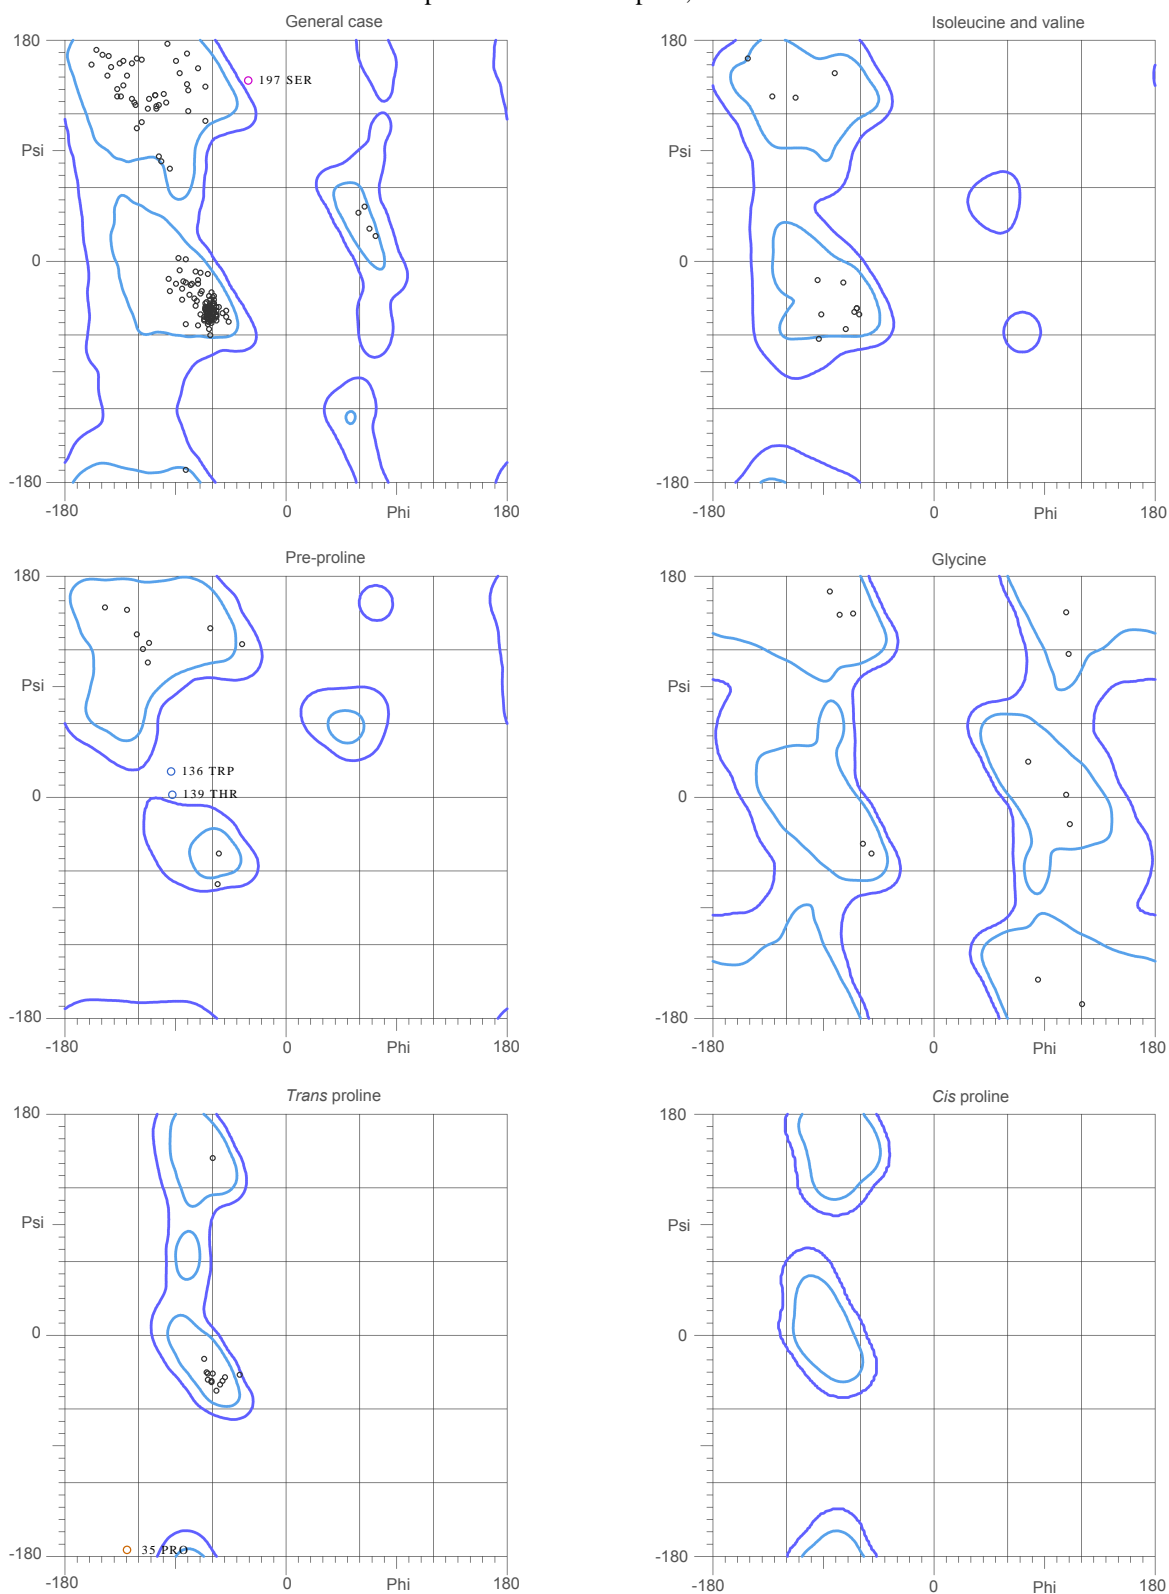 General case
Isoleucine and valine
180
197 SER
Psi
0
-180
-180
0
Phi
180
180
Psi
0
-180
-180
0
Phi
180
Pre-proline
Glycine
180
Psi
136 TRP
139 THR
0
-180
-180
0
Phi
180
180
Psi
0
-180
-180
0
Phi
180
Trans proline
Cis proline
180
Psi
0
35 PRO
-180
-180
0
Phi
180
180
Psi
0
-180
-180
0
Phi
180